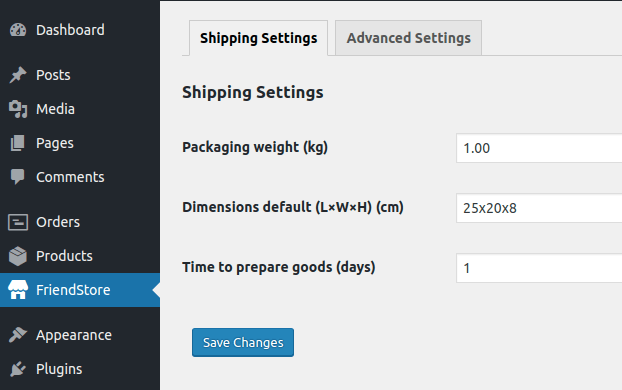 Dashboard
Posts
Media
Pages
Comments
Orders
Products
FriendStore
Appearance
Plugins
Shipping Settings
Advanced Settings
Shipping Settings
Packaging weight (kg)
1.00
Dimensions default (L×W×H) (cm)
25x20x8
Time to prepare goods (days)
1
Save Changes